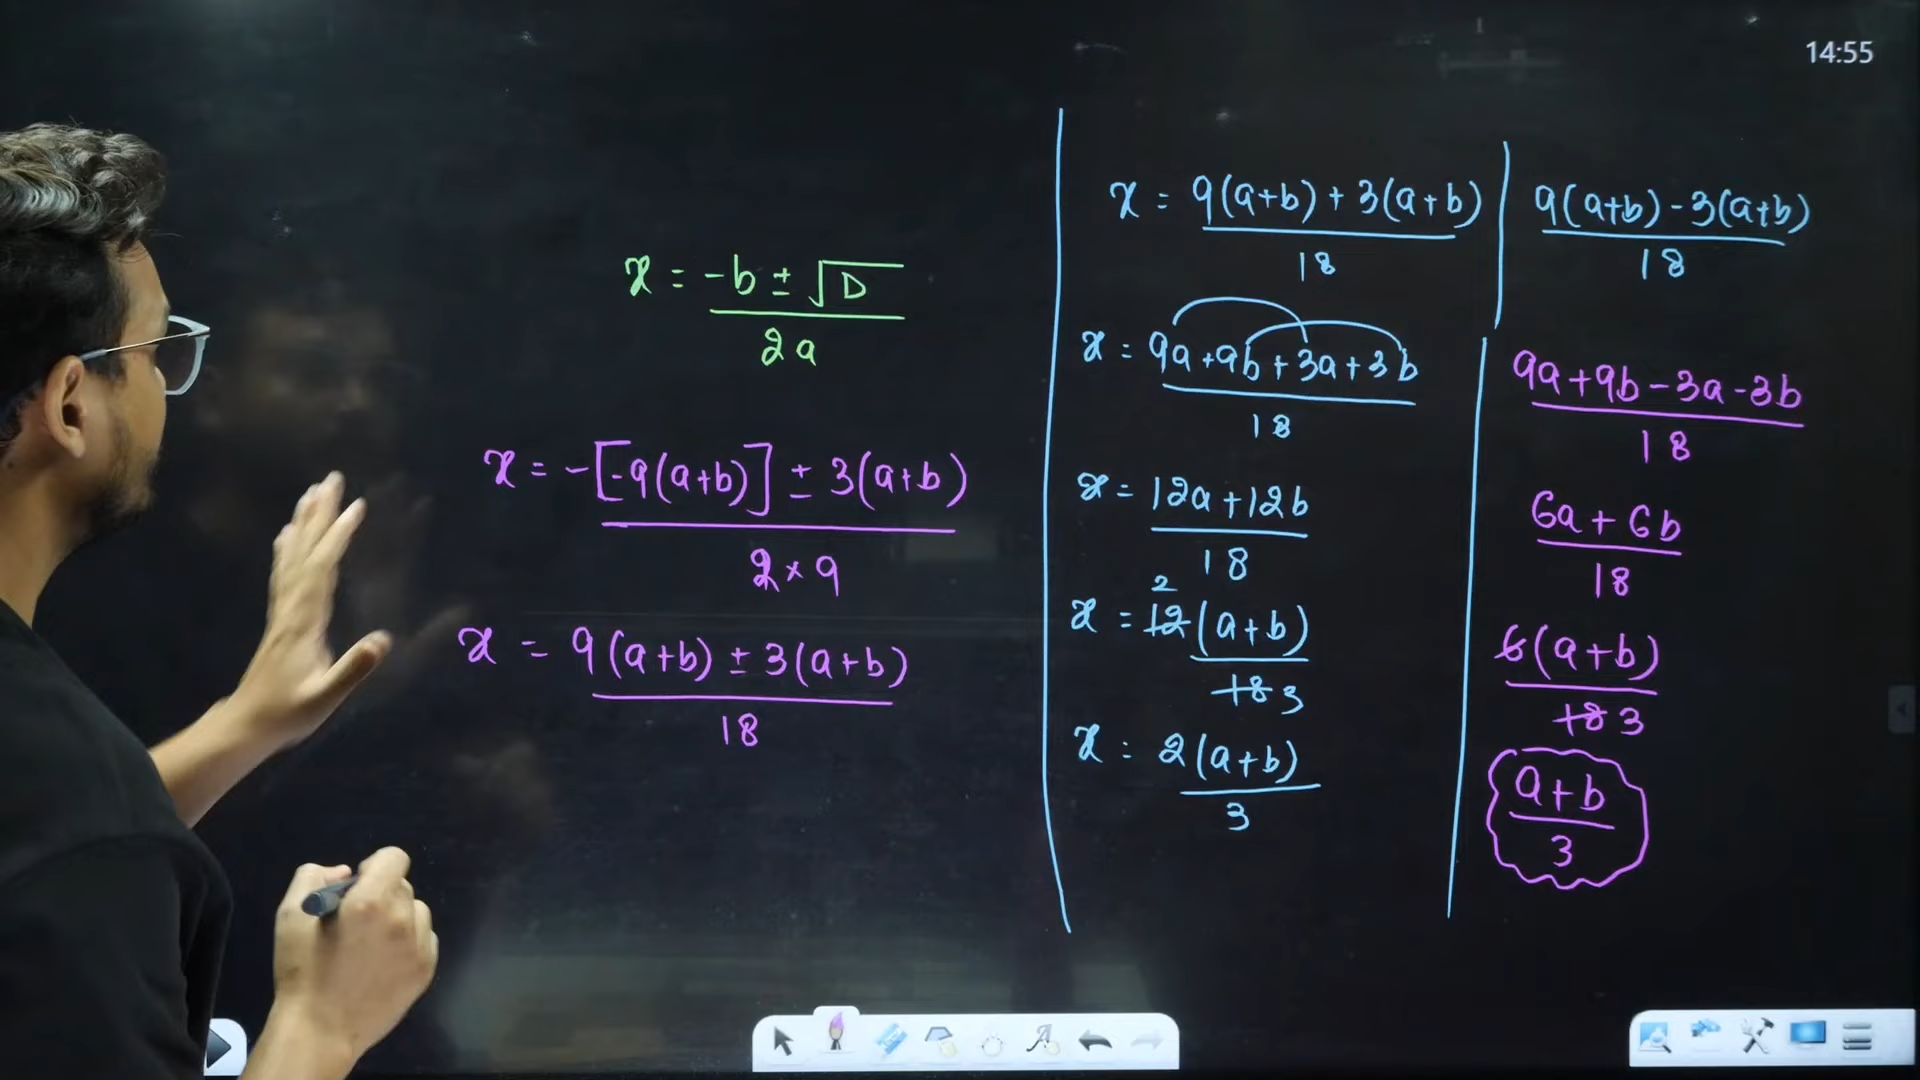 14:55
x = -b ± √D
2a
x = -[-9(a+b)] ± 3(a+b)
2×9
x = 9(a+b) ± 3(a+b)
18
x = 9(a+b) + 3(a+b)
18
x = 9a+9b+3a+3b
18
x = 12a+12b
18
2
x = 12(a+b)
18 3
x = 2(a+b)
3
9(a+b) - 3(a+b)
18
9a+9b-3a-3b
18
6a+6b
18
6(a+b)
18 3
a+b
3